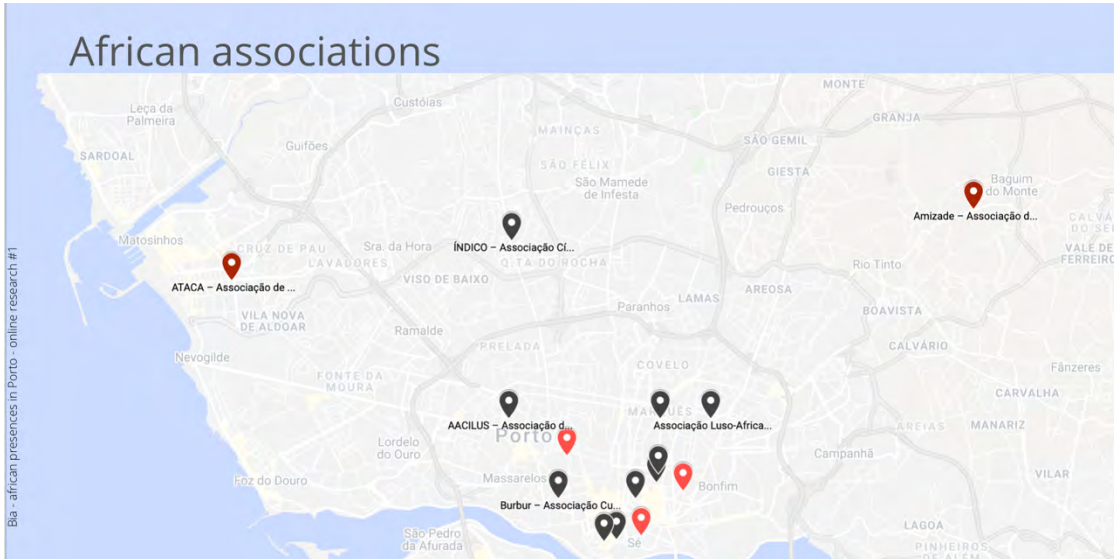 African associations
MONTE
Custóias
Leça da
Palmeira
GRANJA
MAINÇAS
SÃO GEMIL
Guifões
SARDOAL
SÃO FÉLIX
GIESTA
São Mamede
de Infesta
Baguim
do Monte
Pedrouços
Amizade – Associação d...
Matosinhos
CRUZ DE PAU
Sra. da Hora
ÍNDICO – Associação Cí...
LAVADORES
Q.TA DO ROCHA
VISO DE BAIXO
Rio Tinto
VALE DE
FERREIRO
ATACA – Associação de ...
AREOSA
LAMAS
Paranhos
BOAVISTA
VILA NOVA
DE ALDOAR
Ramalde
PRELADA
CALVÁRIO
Nevogilde
COVELO
Fânzeres
FONTE DA
MOURA
CARVALHA
MARQUÊS
AACILUS – Associação d...
Associação Luso-Africa...
AREIAS
MANARIZ
Porto
Lordelo
do Ouro
Campanhã
Foz do Douro
Massarelos
Bonfim
VILAR
Burbur – Associação Cu...
São Pedro
da Afurada
Sé
LAGOA
PINHEIROS
Bia - african presences in Porto - online research #1